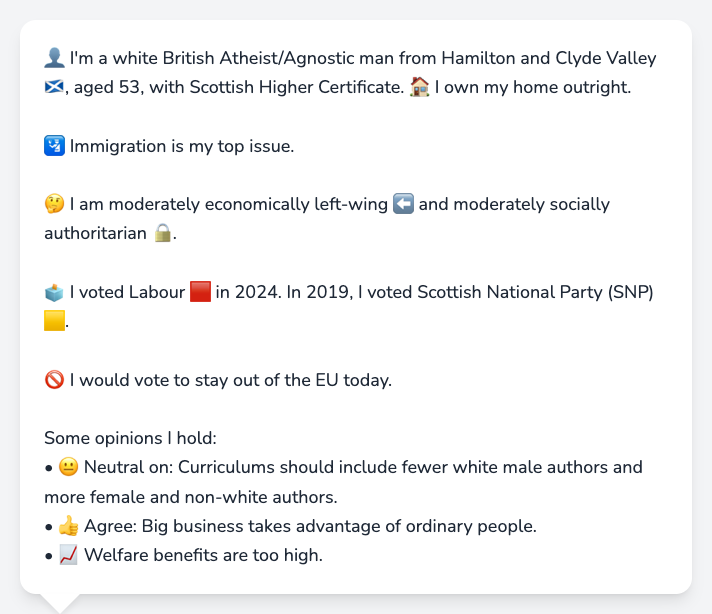 👤 I'm a white British Atheist/Agnostic man from Hamilton and Clyde Valley
🏴󠁧󠁢󠁳󠁣󠁴󠁿, aged 53, with Scottish Higher Certificate. 🏠 I own my home outright.
🛂 Immigration is my top issue.
🤔 I am moderately economically left-wing ⬅️ and moderately socially
authoritarian 🔒.
🗳️ I voted Labour 🟥 in 2024. In 2019, I voted Scottish National Party (SNP)
🟨.
🚫 I would vote to stay out of the EU today.
Some opinions I hold:
• 😐 Neutral on: Curriculums should include fewer white male authors and
more female and non-white authors.
• 👍 Agree: Big business takes advantage of ordinary people.
• 📈 Welfare benefits are too high.